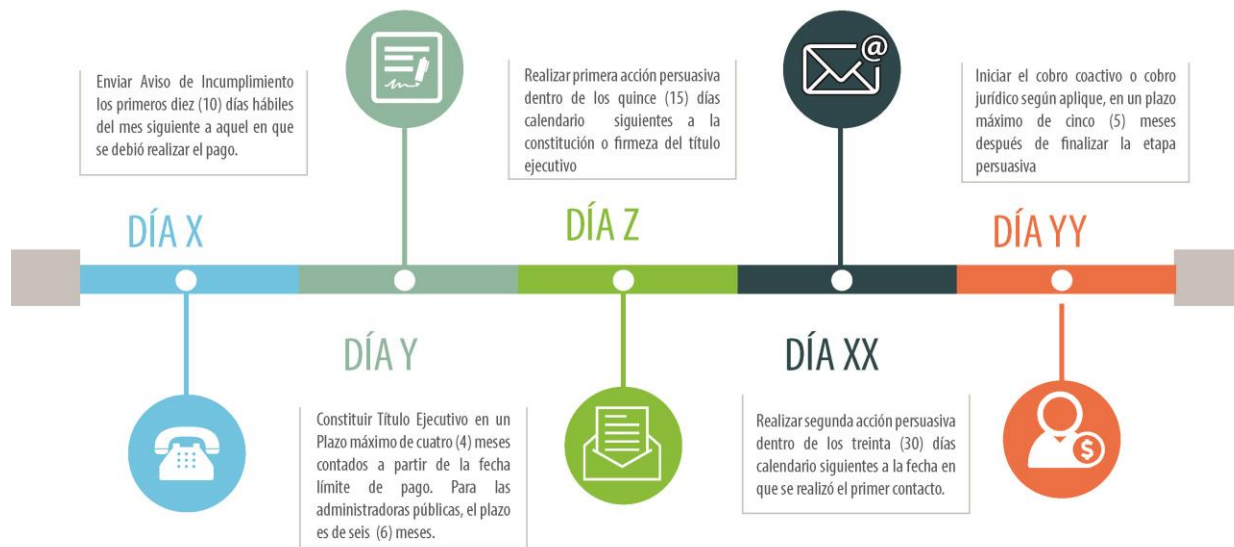 Enviar Aviso de Incumplimiento
los primeros diez (10) días hábiles
del mes siguiente a aquel en que
se debió realizar el pago.
DÍA X
DÍA Y
Constituir Título Ejecutivo en un
Plazo máximo de cuatro (4) meses
contados a partir de la fecha
límite de pago. Para las
administradoras públicas, el plazo
es de seis (6) meses.
Realizar primera acción persuasiva
dentro de los quince (15) días
calendario siguientes a la
constitución o firmeza del título
ejecutivo
DÍA Z
@
DÍA XX
Realizar segunda acción persuasiva
dentro de los treinta (30) días
calendario siguientes a la fecha en
que se realizó el primer contacto.
Iniciar el cobro coactivo o cobro
jurídico según aplique, en un plazo
máximo de cinco (5) meses
después de finalizar la etapa
persuasiva
DÍA YY
$